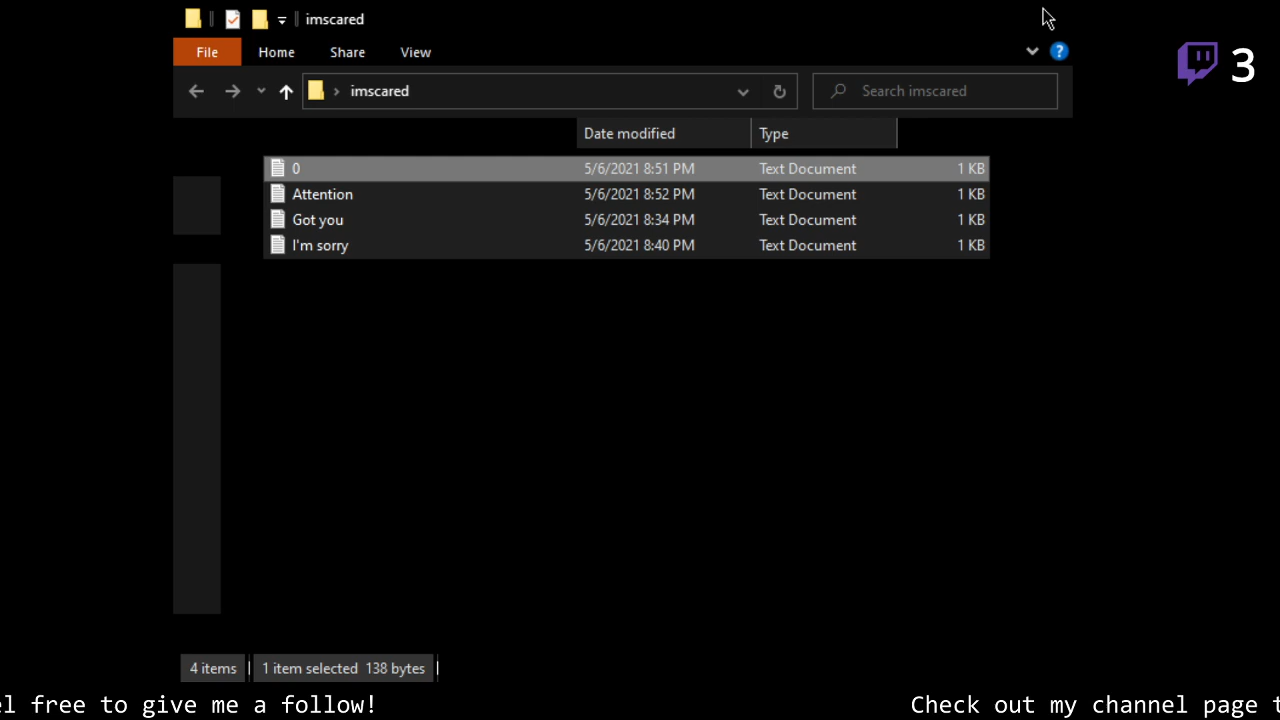 imscared
File Home Share View
imscared Search imscared
3
Date modified Type
0 5/6/2021 8:51 PM Text Document 1 KB
Attention 5/6/2021 8:52 PM Text Document 1 KB
Got you 5/6/2021 8:34 PM Text Document 1 KB
I'm sorry 5/6/2021 8:40 PM Text Document 1 KB
4 items 1 item selected 138 bytes
el free to give me a follow! Check out my channel page t